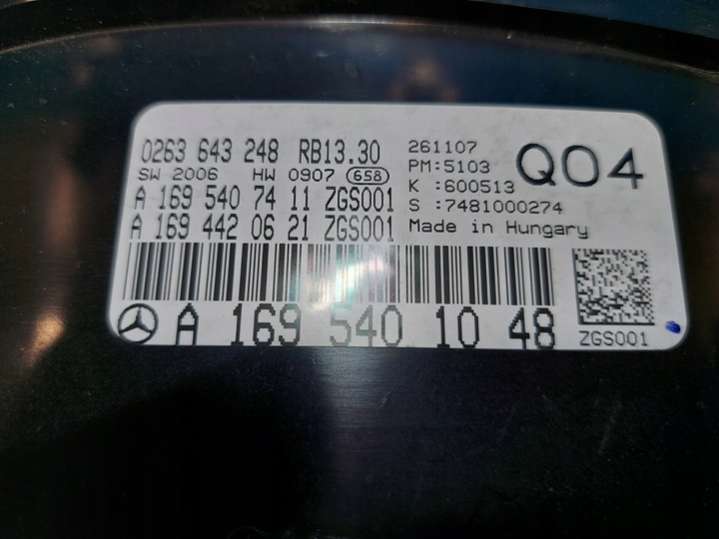 0263 643 248 RB13.30
SW 2006 HW 0907 658
A 169 540 74 11 ZGS001
A 169 442 06 21 ZGS001
261107
PM:5103
K :600513
S :7481000274
Made in Hungary
Q04
A 169 540 10 48
ZGS001